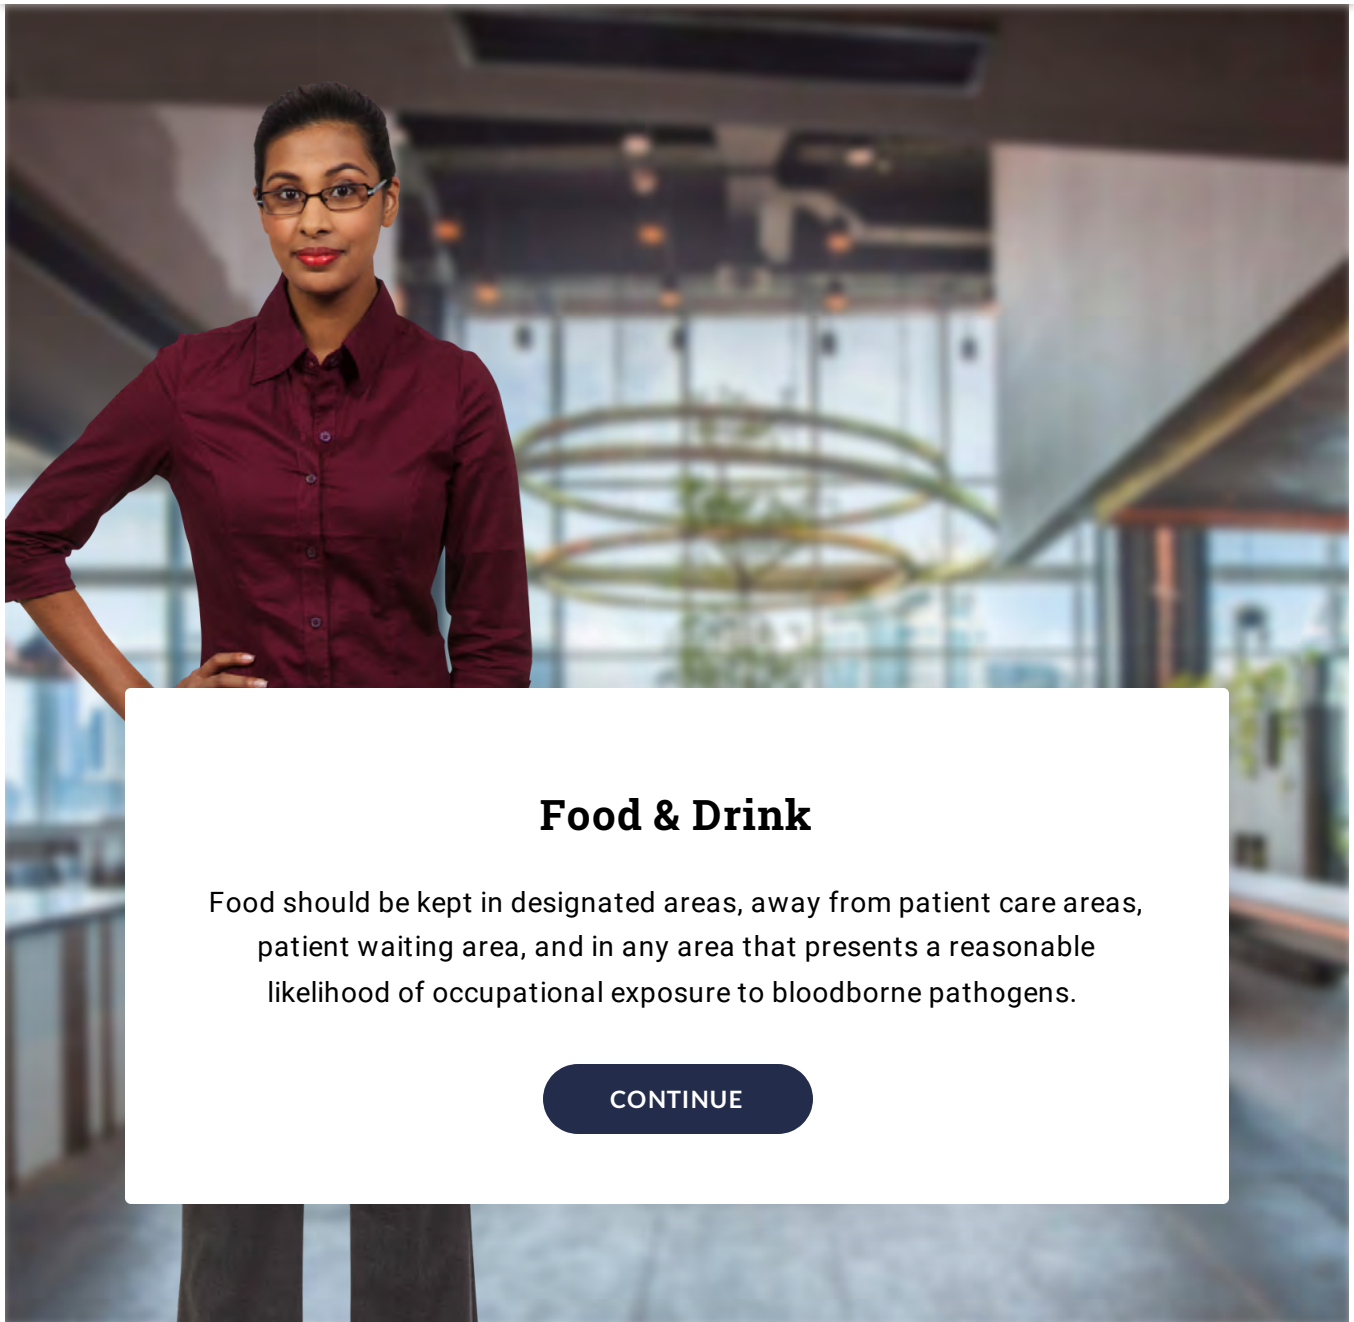 Food & Drink
Food should be kept in designated areas, away from patient care areas,
patient waiting area, and in any area that presents a reasonable
likelihood of occupational exposure to bloodborne pathogens.
CONTINUE